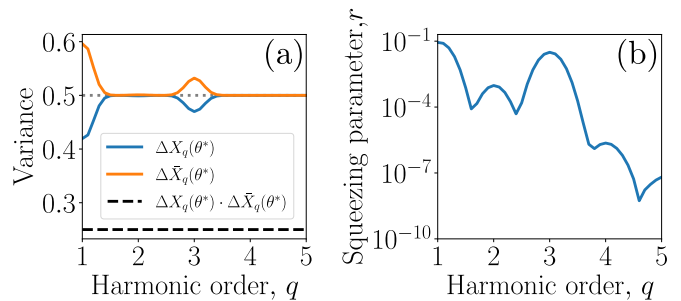 (a)
Variance
0.6
0.5
0.4
0.3
ΔX_q(θ*)
ΔX̄_q(θ*)
ΔX_q(θ*) · ΔX̄_q(θ*)
1 2 3 4 5
Harmonic order, q
(b)
Squeezing parameter,r
10⁻¹
10⁻⁴
10⁻⁷
10⁻¹⁰
1 2 3 4 5
Harmonic order, q